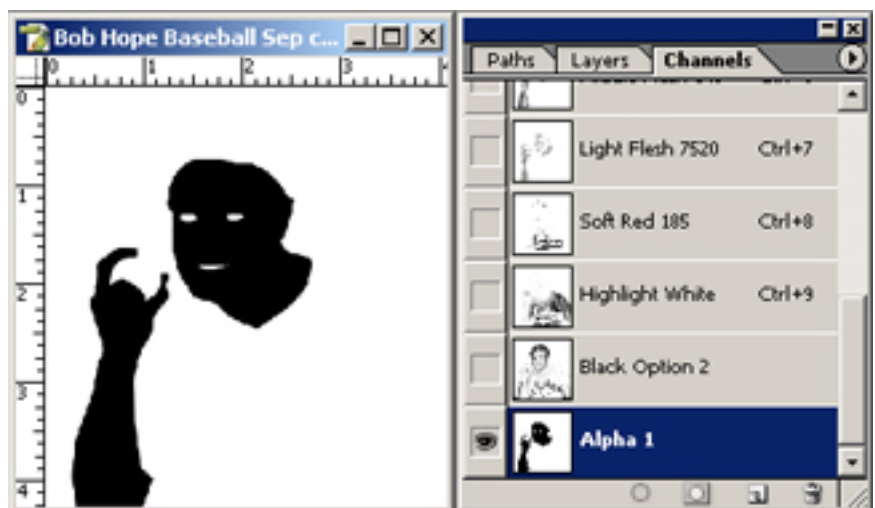 Bob Hope Baseball Sep c...
0 1 2 3
0
1
2
3
4
Paths Layers Channels
Light Flesh 7520 Ctrl+7
Soft Red 185 Ctrl+8
Highlight White Ctrl+9
Black Option 2
Alpha 1